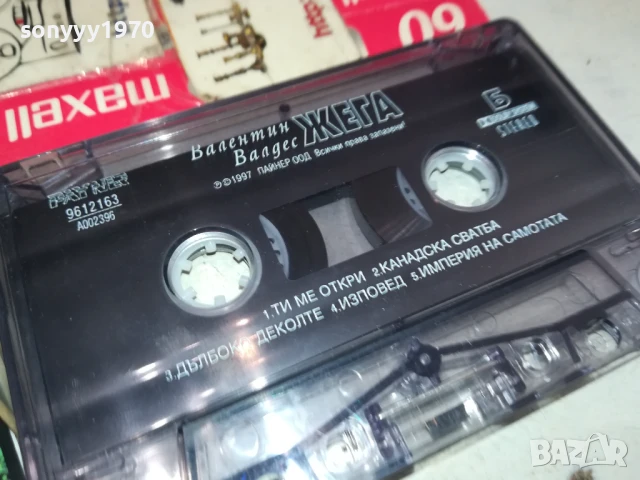 sonyyy1970
maxell
60
Валентин
Валдес
ЖЕГА
Б
STEREO
PAYNER
9612163
A002396
℗©1997 ПАЙНЕР ООД Всички права запазени!
1.ТИ МЕ ОТКРИ 2.КАНАДСКА СВАТБА
3.ДЪЛБОКО ДЕКОЛТЕ 4.ИЗПОВЕД 5.ИМПЕРИЯ НА САМОТАТА
BAZAR